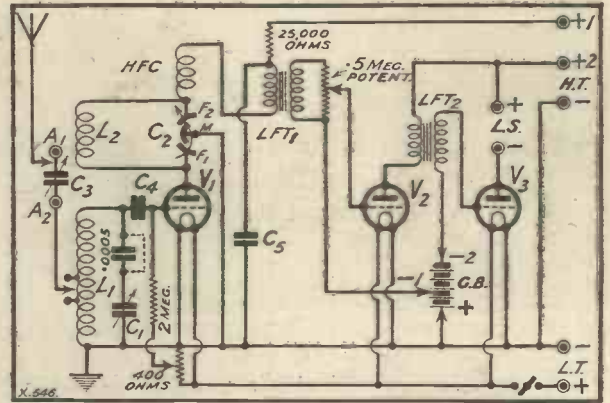 +1
25,000
OHMS
HFC
.5 MEG.
POTENT.
+2
H.T.
-
F2
C2
M
F1
L2
LFT1
LFT2
+
L.S.
-
A1
C3
A2
C4
V1
V2
V3
.0005
L1
C1
2 MEG.
C5
-2
-1
G.B.
+
400
OHMS
-
L.T.
+
X.646.